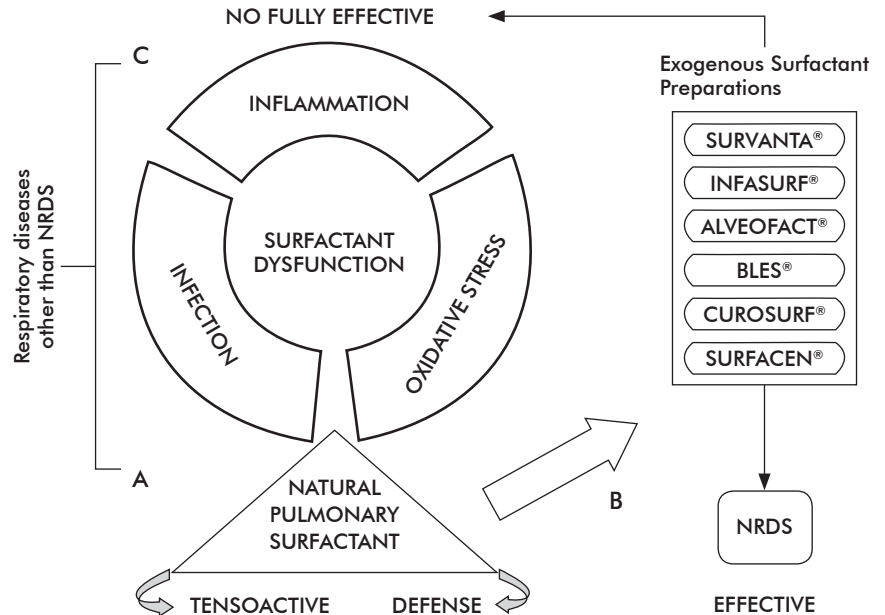 NO FULLY EFFECTIVE
C
Respiratory diseases
other than NRDS
INFLAMMATION
SURFACTANT
DYSFUNCTION
INFECTION
OXIDATIVE STRESS
A
NATURAL
PULMONARY
SURFACTANT
TENSOACTIVE
DEFENSE
B
Exogenous Surfactant
Preparations
SURVANTA®
INFASURF®
ALVEOFACT®
BLES®
CUROSURF®
SURFACEN®
NRDS
EFFECTIVE